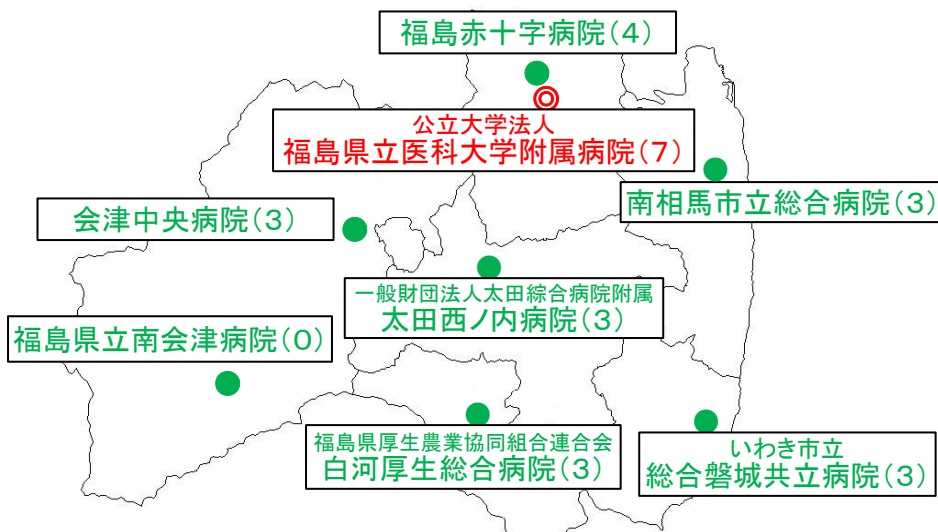 福島赤十字病院(4)
公立大学法人
福島県立医科大学附属病院(7)
南相馬市立総合病院(3)
会津中央病院(3)
一般財団法人太田綜合病院附属
太田西ノ内病院(3)
福島県立南会津病院(0)
福島県厚生農業協同組合連合会
白河厚生総合病院(3)
いわき市立
総合磐城共立病院(3)